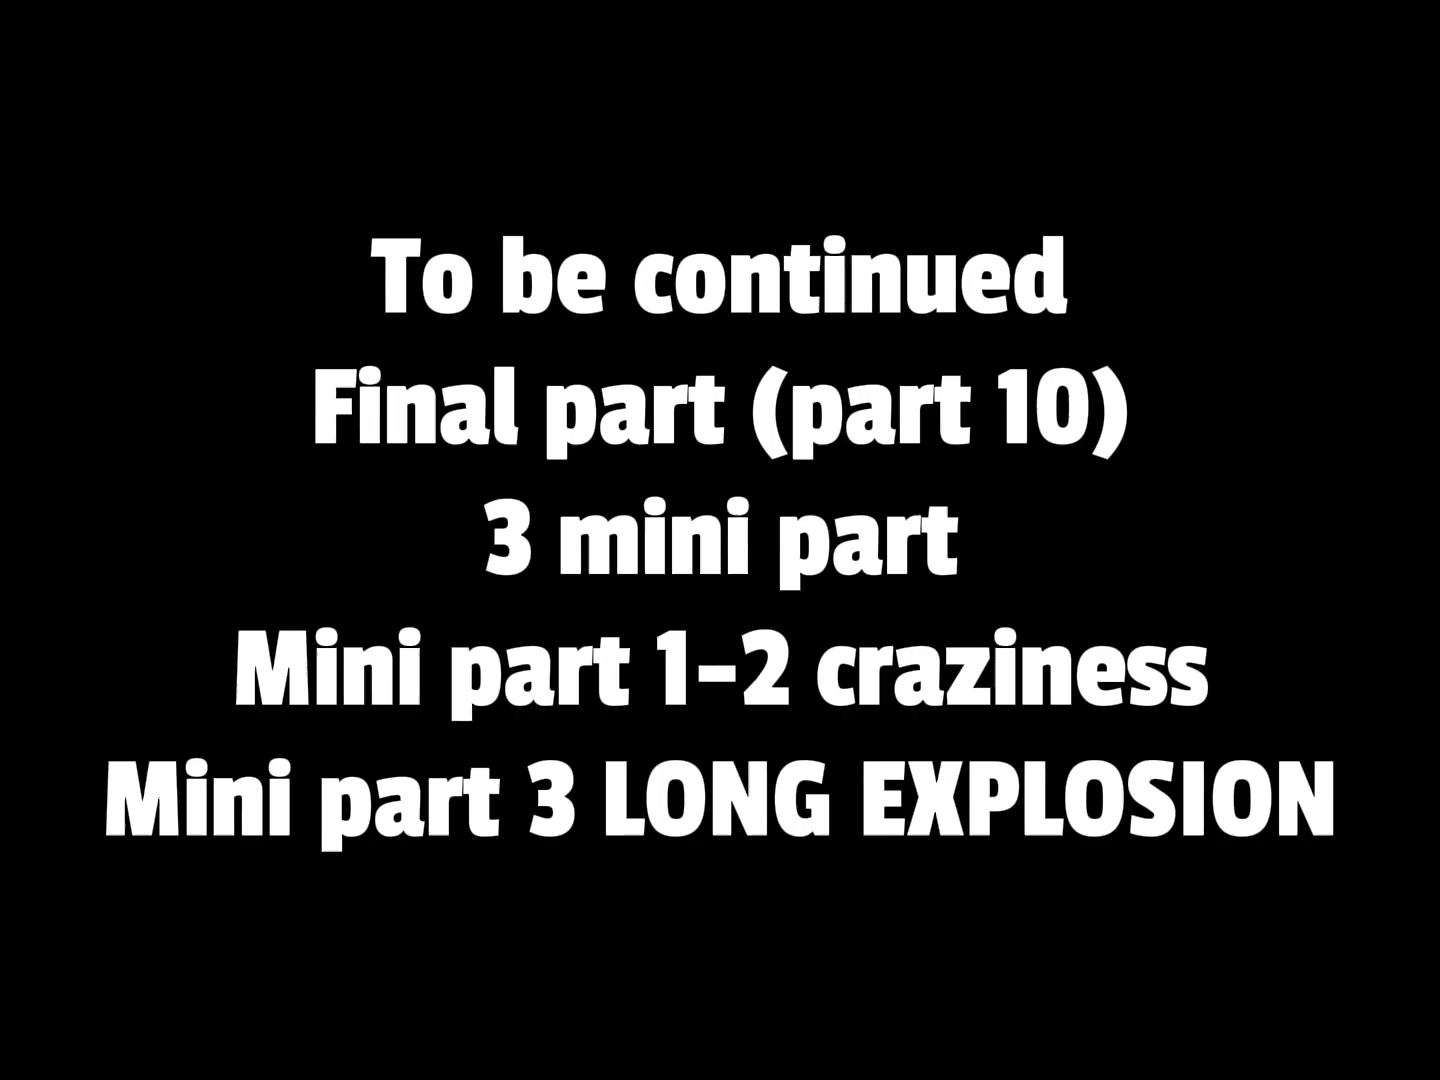 To be continued
Final part (part 10)
3 mini part
Mini part 1-2 craziness
Mini part 3 LONG EXPLOSION